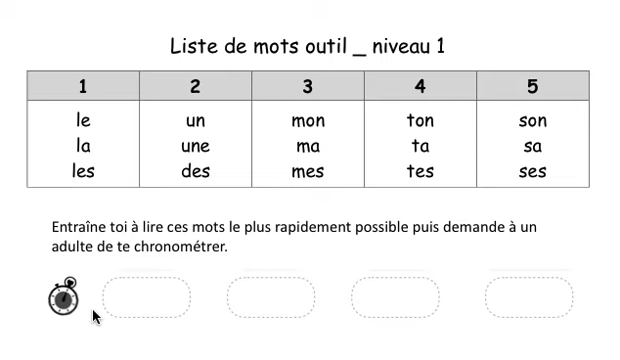 Liste de mots outil _ niveau 1
1 2 3 4 5
le un mon ton son
la une ma ta sa
les des mes tes ses
Entraîne toi à lire ces mots le plus rapidement possible puis demande à un
adulte de te chronométrer.